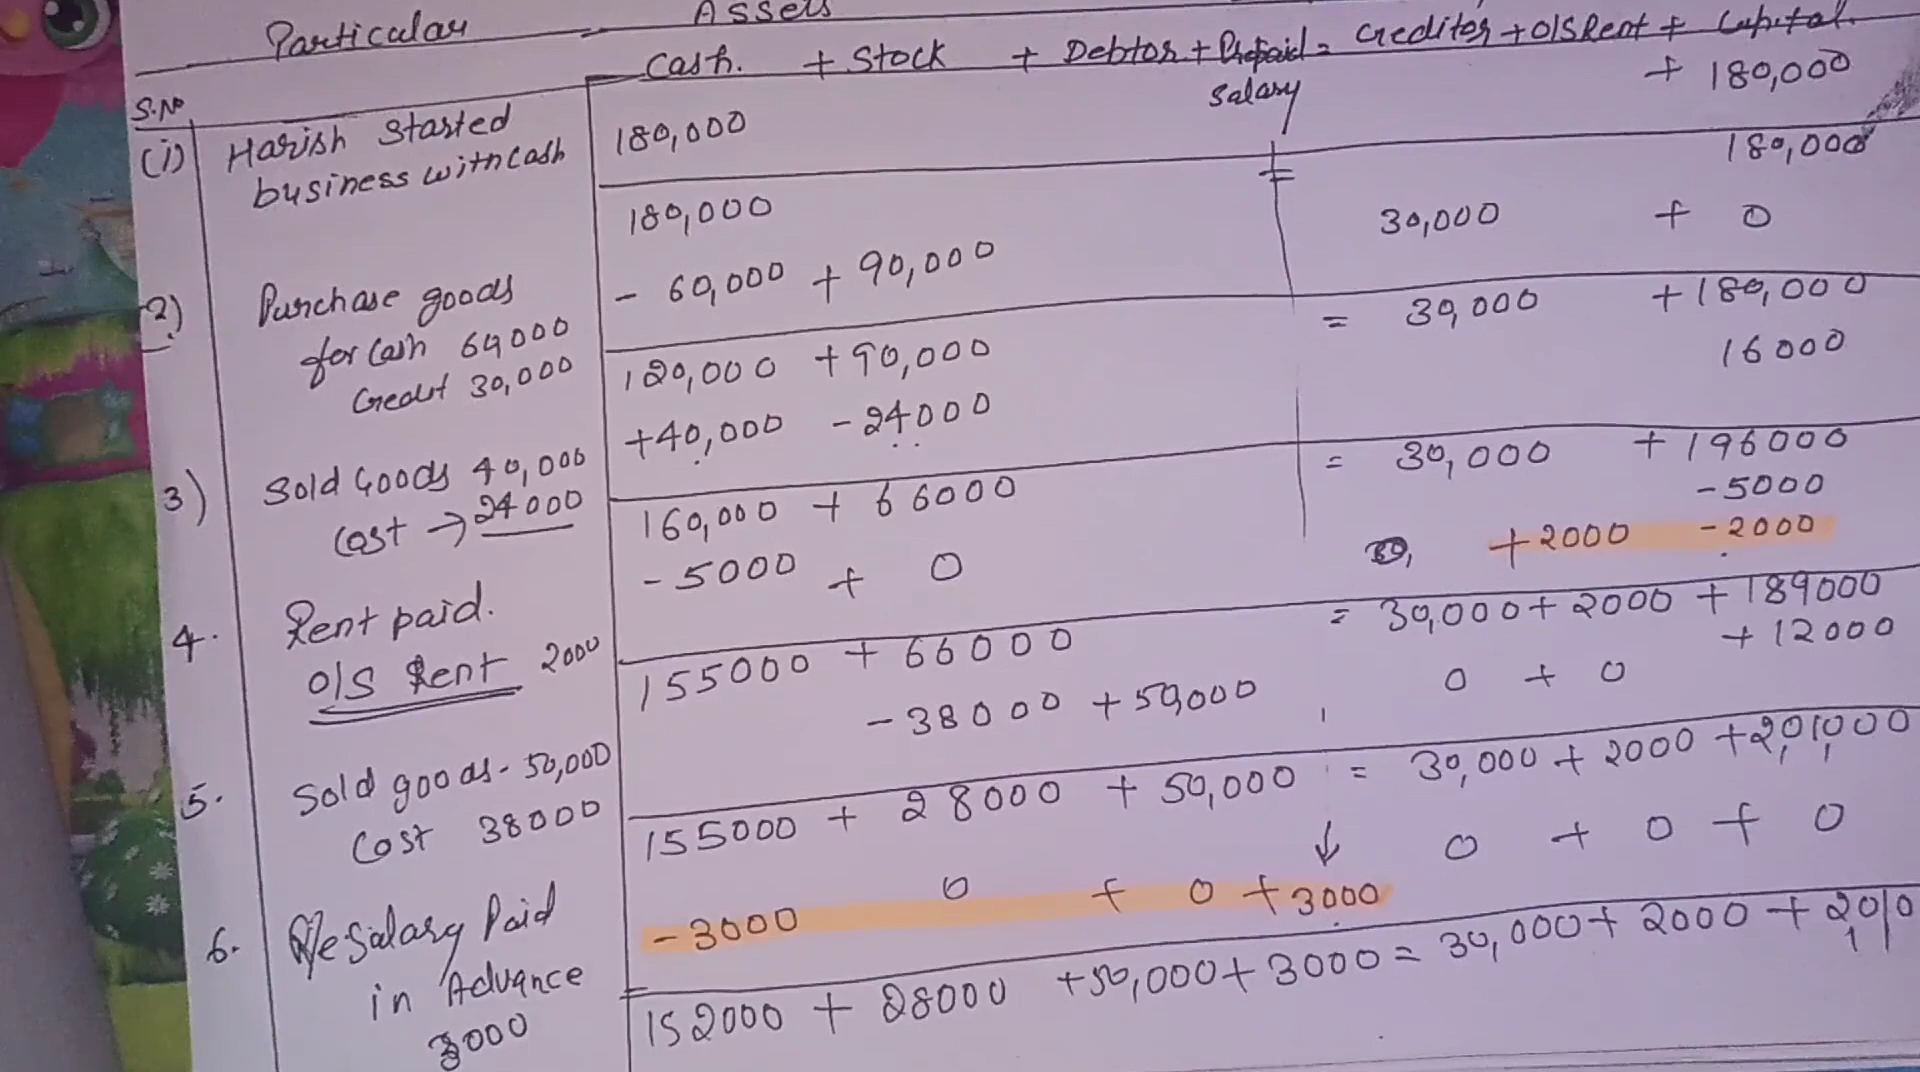 Particular Assets
Cash. + Stock + Debtor + Prepaid = Creditor + O/S Rent + Capital.
Salary
S.No
(i) Harish Started 180,000 + 180,000
business with cash
180,000 = 180,000
2) Purchase goods - 60,000 + 90,000 30,000 + 0
for Cash 60,000
Credit 30,000
120,000 + 90,000 = 30,000 + 180,000
3) Sold Goods 40,000 +40,000 - 24000 16000
Cost → 24000
160,000 + 66000 = 30,000 + 196000
4. Rent paid. - 5000 + 0 - 5000
O/S Rent 2000 + 2000 - 2000
155000 + 66000 = 30,000 + 2000 + 189000
5. Sold goods - 50,000 - 38000 + 50,000 0 + 0 + 12000
Cost 38000
155000 + 28000 + 50,000 = 30,000 + 2000 + 201,000
6. Salary Paid - 3000 0 + 0 + 3000 0 + 0 + 0
in Advance
3000
152000 + 28000 + 50,000 + 3000 = 30,000 + 2000 + 2010